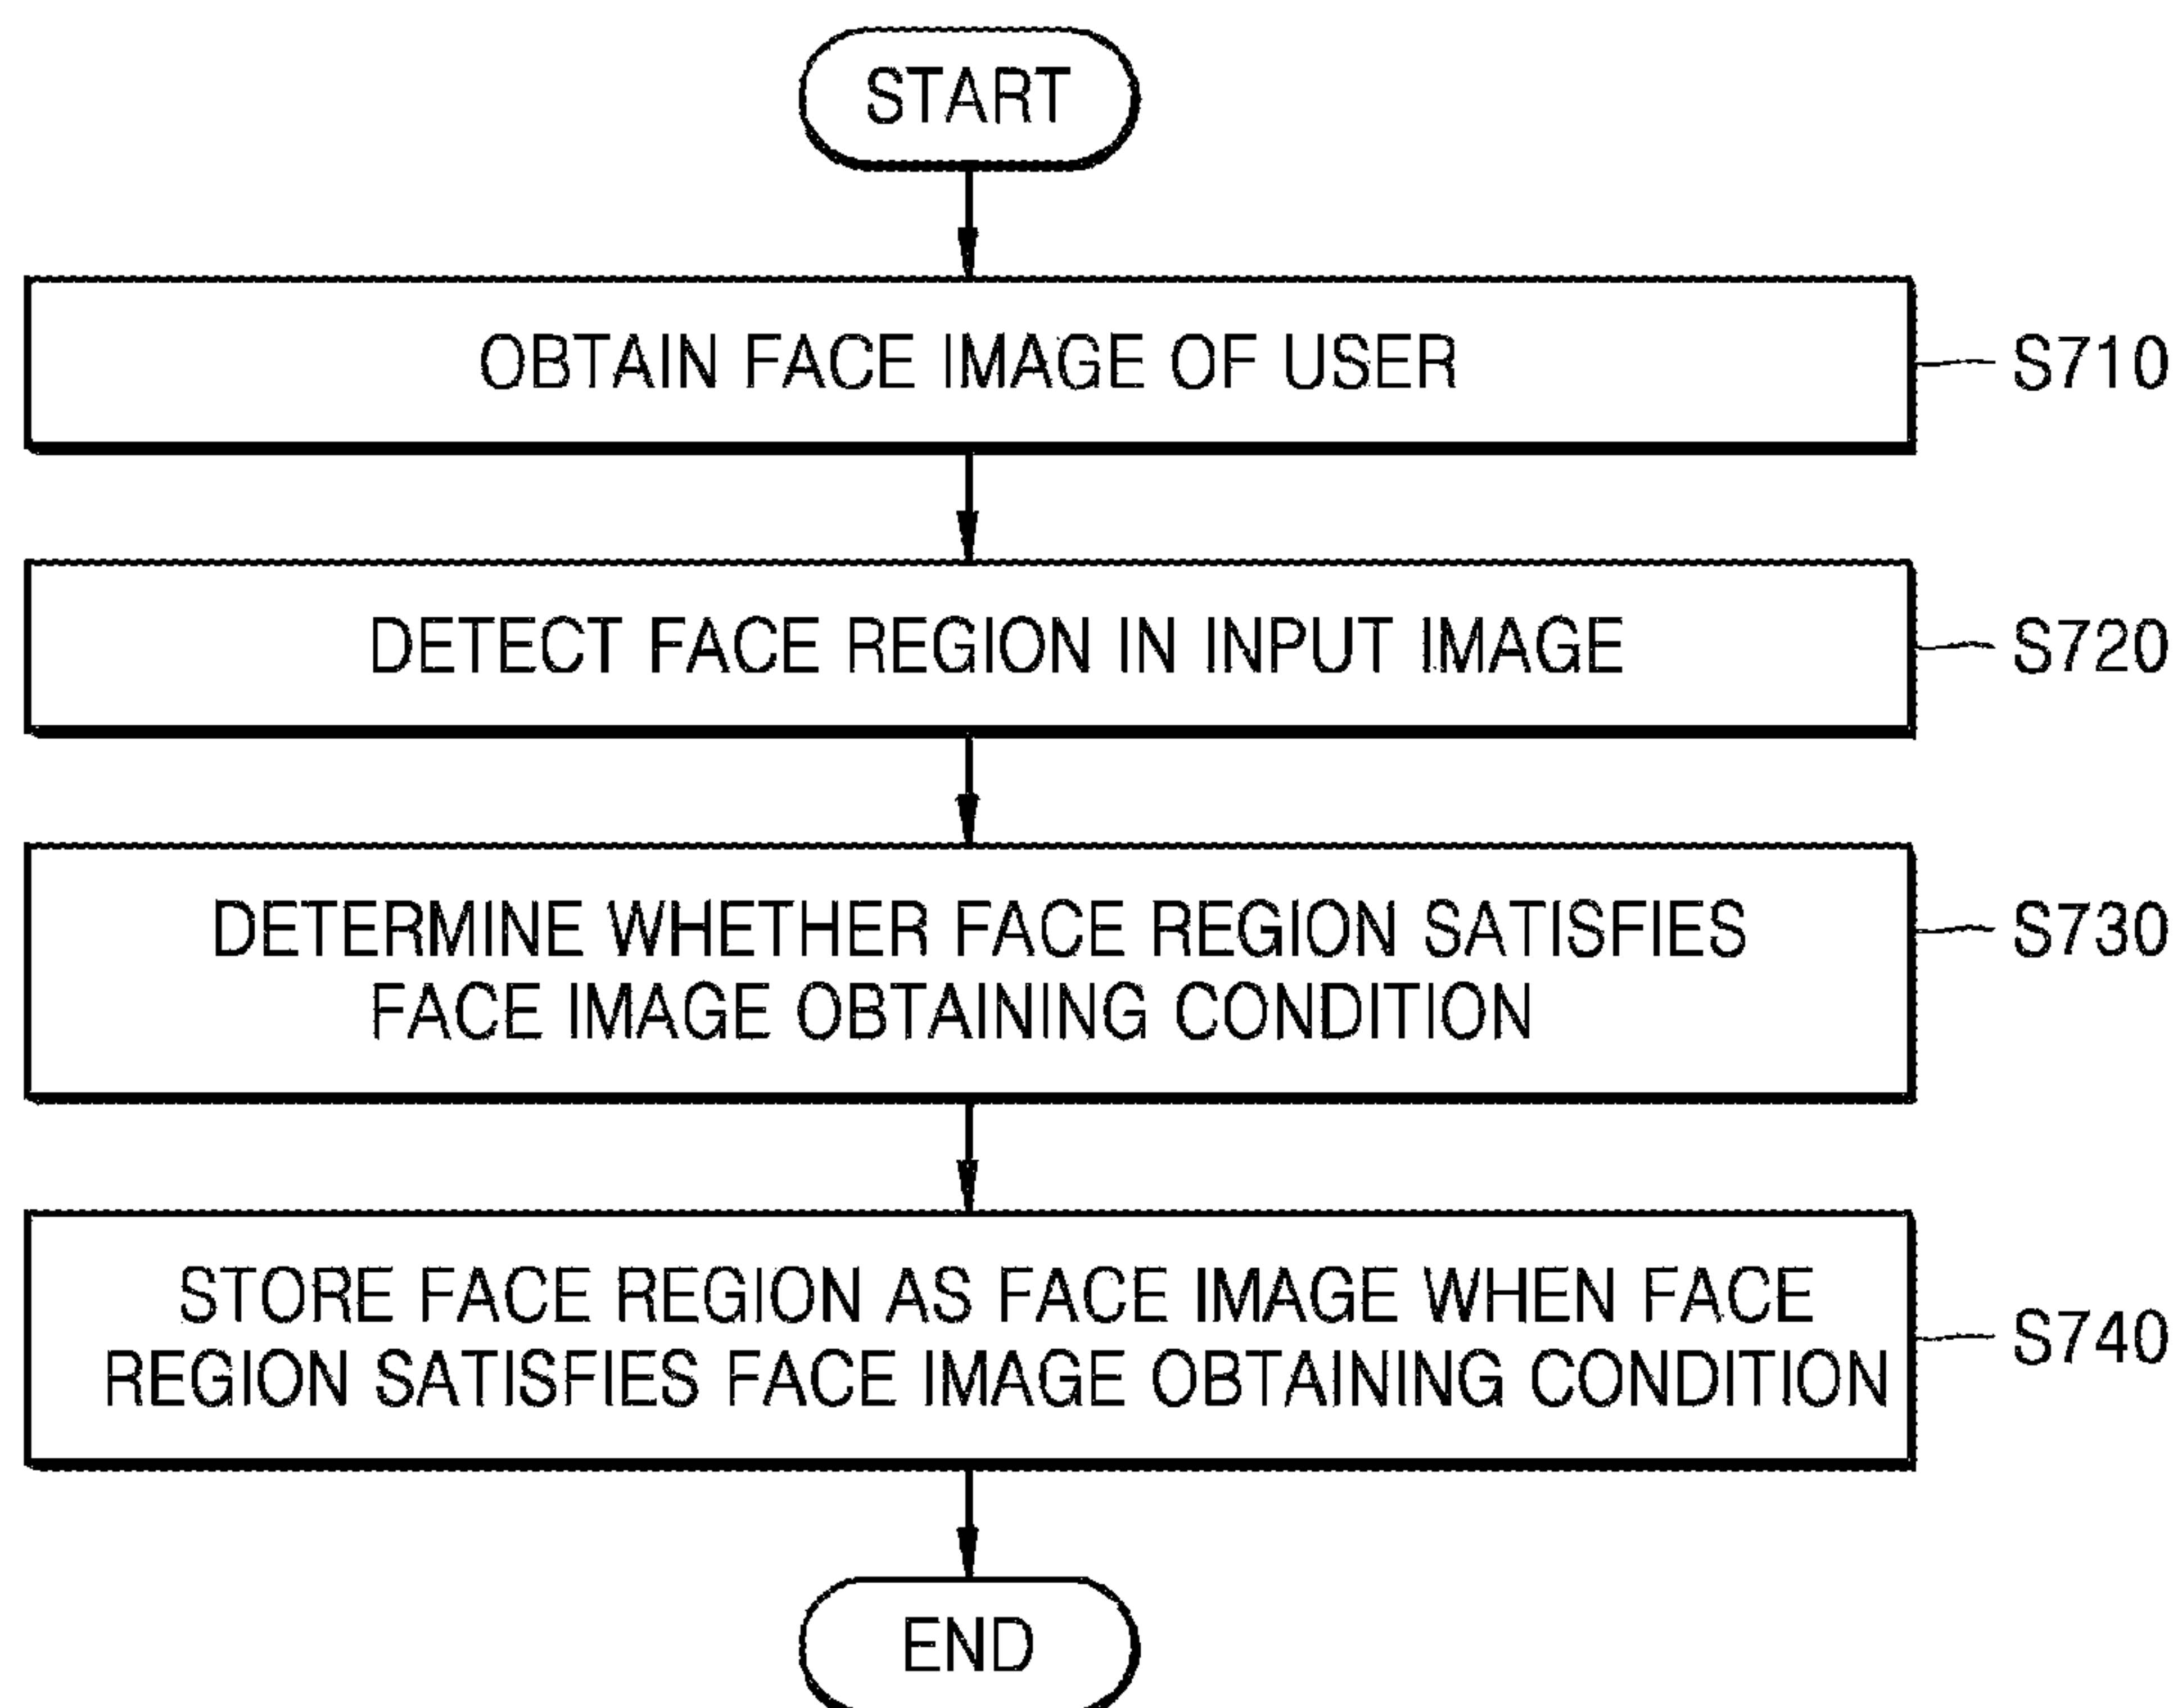 START
OBTAIN FACE IMAGE OF USER
S710
DETECT FACE REGION IN INPUT IMAGE
S720
DETERMINE WHETHER FACE REGION SATISFIES
FACE IMAGE OBTAINING CONDITION
S730
STORE FACE REGION AS FACE IMAGE WHEN FACE
REGION SATISFIES FACE IMAGE OBTAINING CONDITION
S740
END